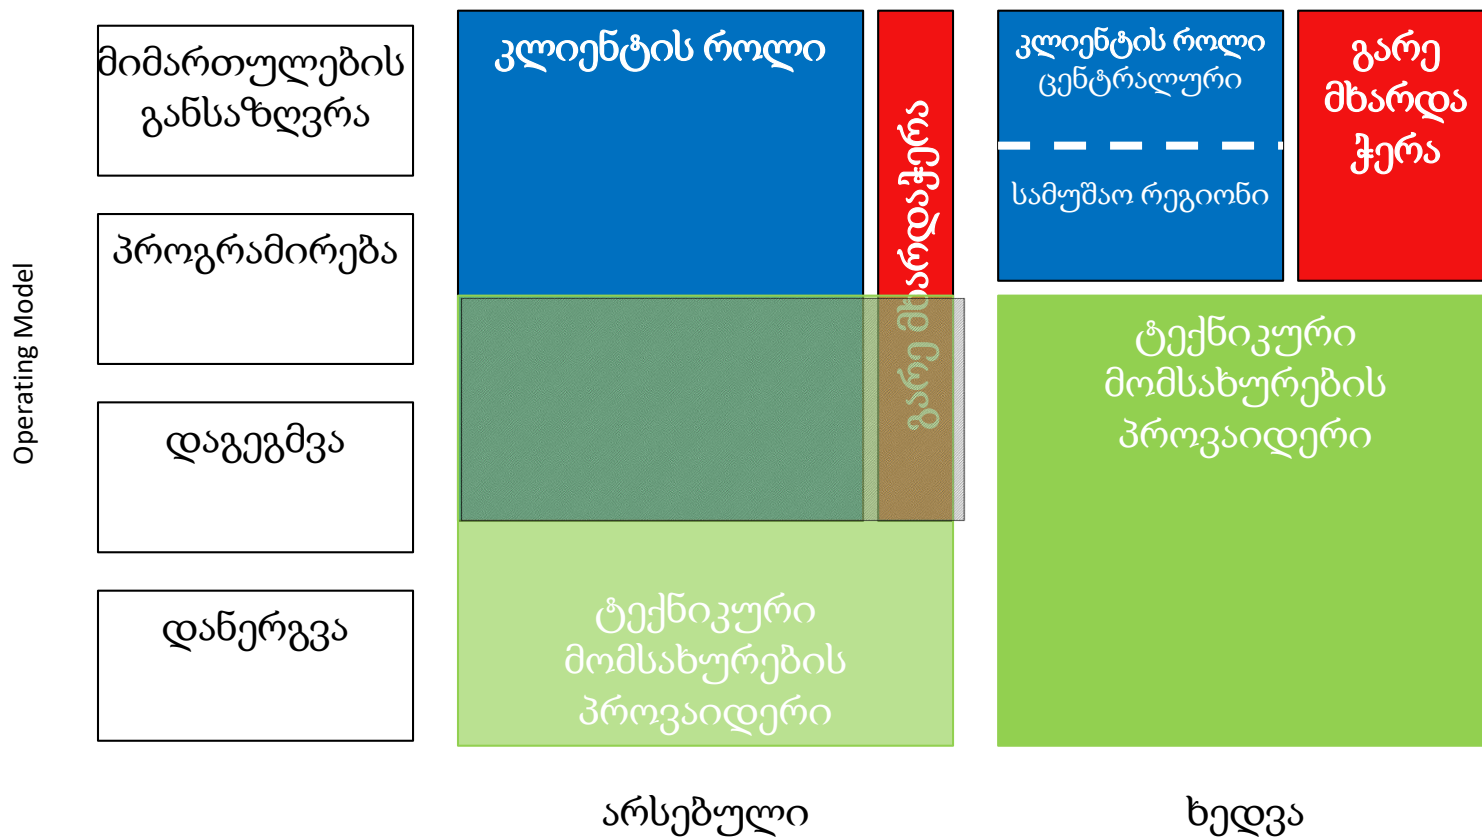 Operating Model
მიმართულების
განსაზღვრა
პროგრამირება
დაგეგმვა
დანერგვა
კლიენტის როლი
გარე მხარდაჭერა
ტექნიკური
მომსახურების
პროვაიდერი
არსებული
კლიენტის როლი
ცენტრალური
სამუშაო რეგიონი
გარე
მხარდა
ჭერა
ტექნიკური
მომსახურების
პროვაიდერი
ხედვა